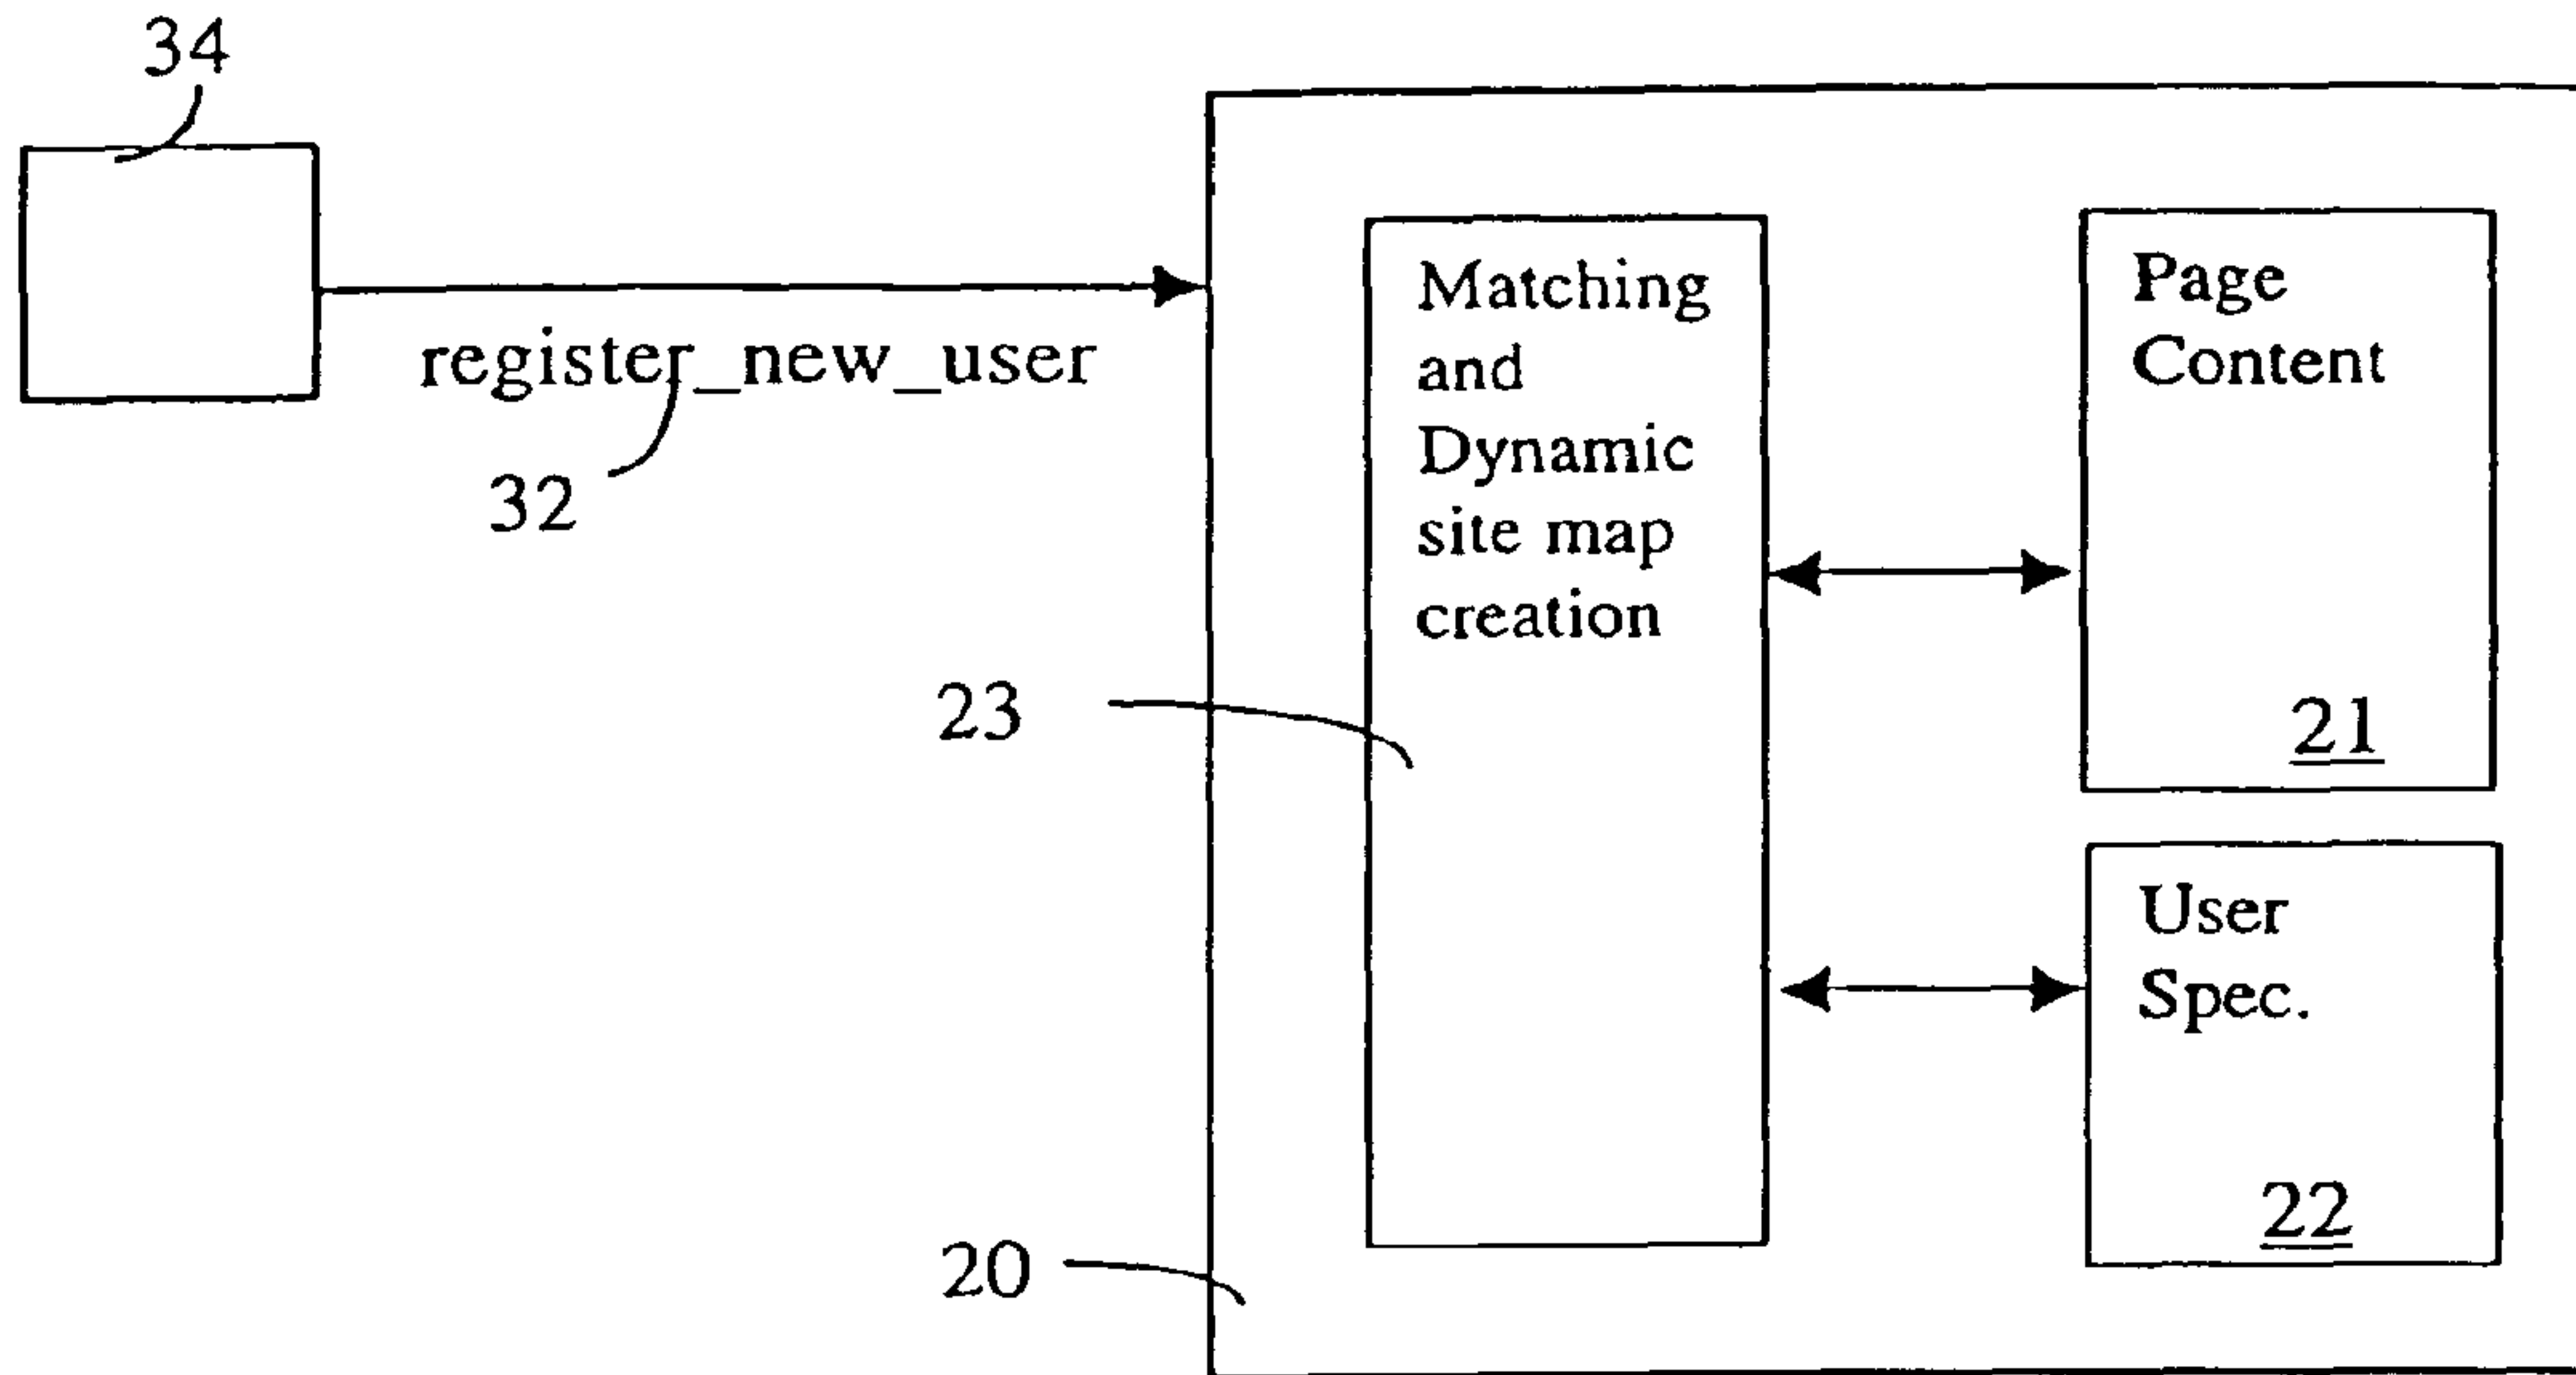 34
register_new_user
32
Matching
and
Dynamic
site map
creation
23
20
Page
Content
21
User
Spec.
22